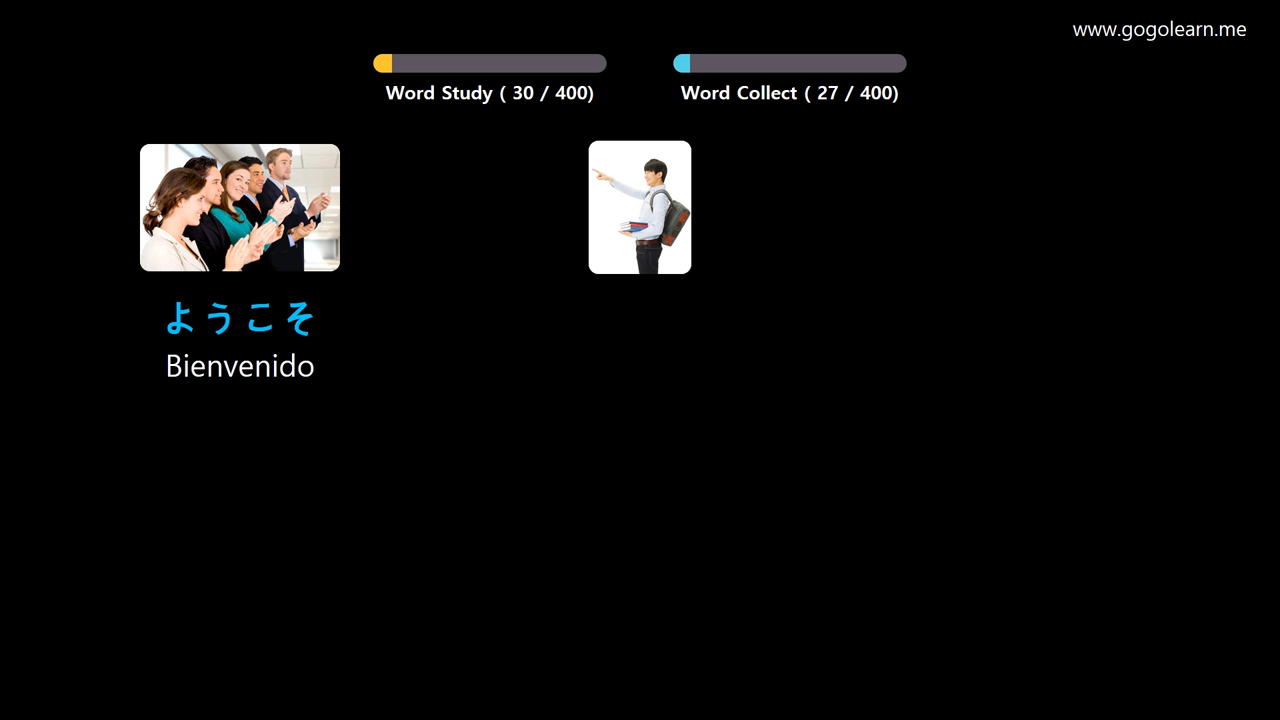 www.gogolearn.me
Word Study ( 30 / 400)
Word Collect ( 27 / 400)
ようこそ
Bienvenido